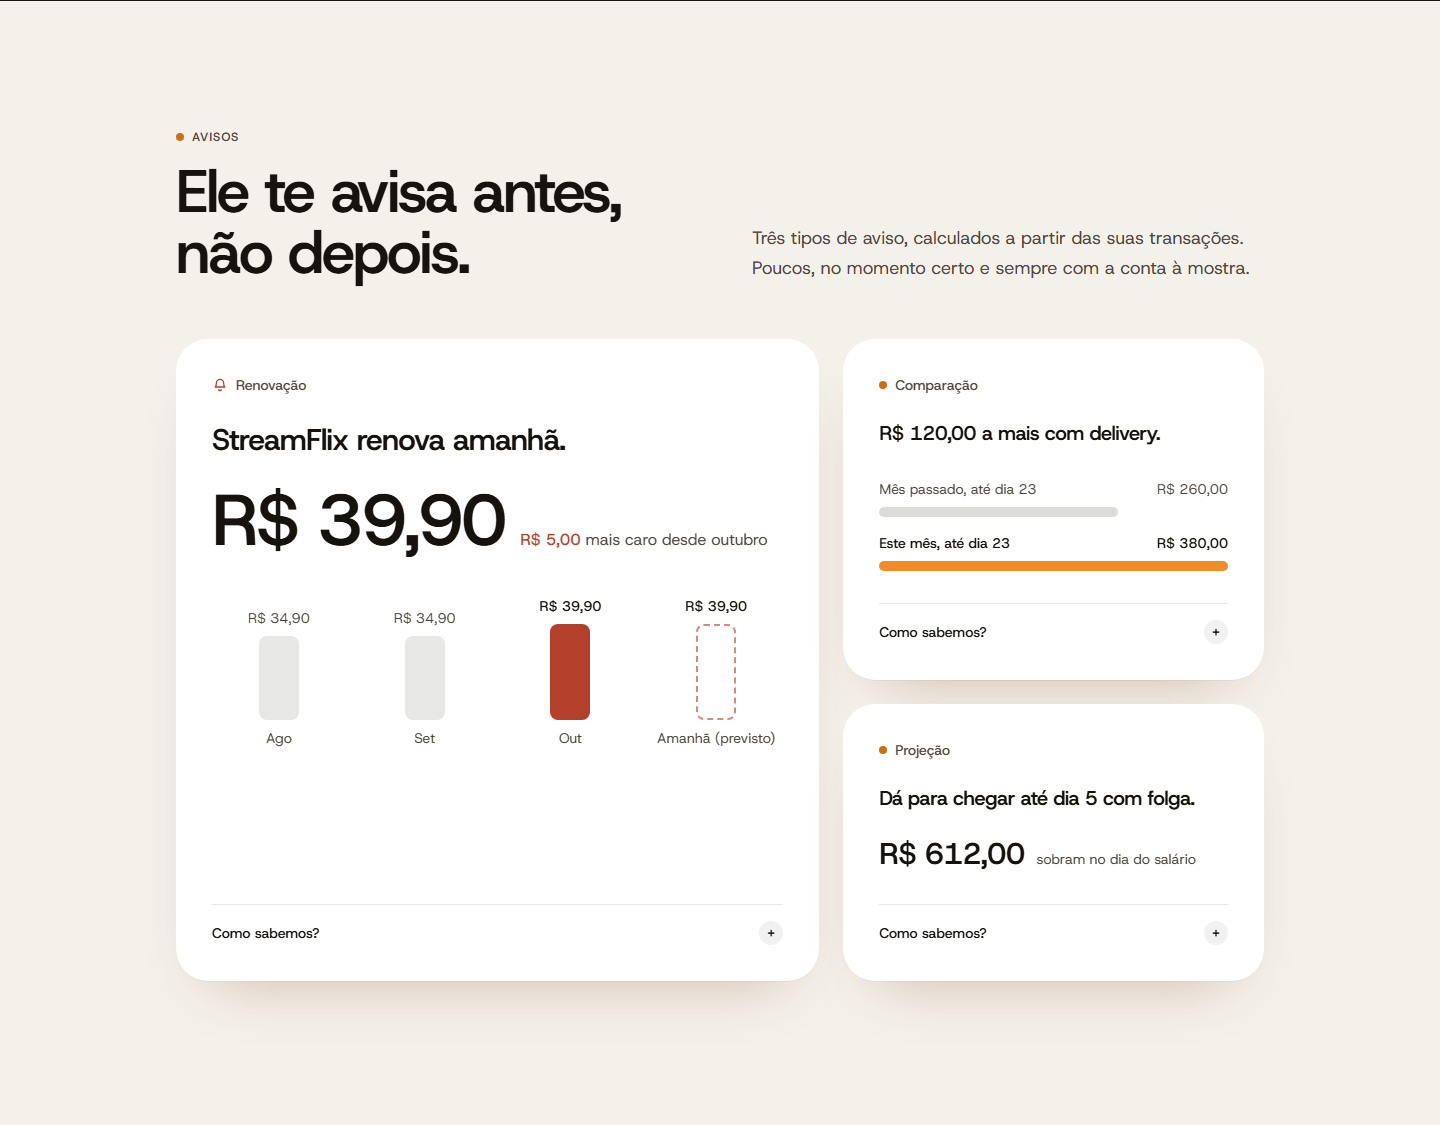 AVISOS
Ele te avisa antes,
não depois.
Três tipos de aviso, calculados a partir das suas transações.
Poucos, no momento certo e sempre com a conta à mostra.
Renovação
StreamFlix renova amanhã.
R$ 39,90 R$ 5,00 mais caro desde outubro
R$ 34,90 R$ 34,90 R$ 39,90 R$ 39,90
Ago Set Out Amanhã (previsto)
Como sabemos? +
Comparação
R$ 120,00 a mais com delivery.
Mês passado, até dia 23 R$ 260,00
Este mês, até dia 23 R$ 380,00
Como sabemos? +
Projeção
Dá para chegar até dia 5 com folga.
R$ 612,00 sobram no dia do salário
Como sabemos? +